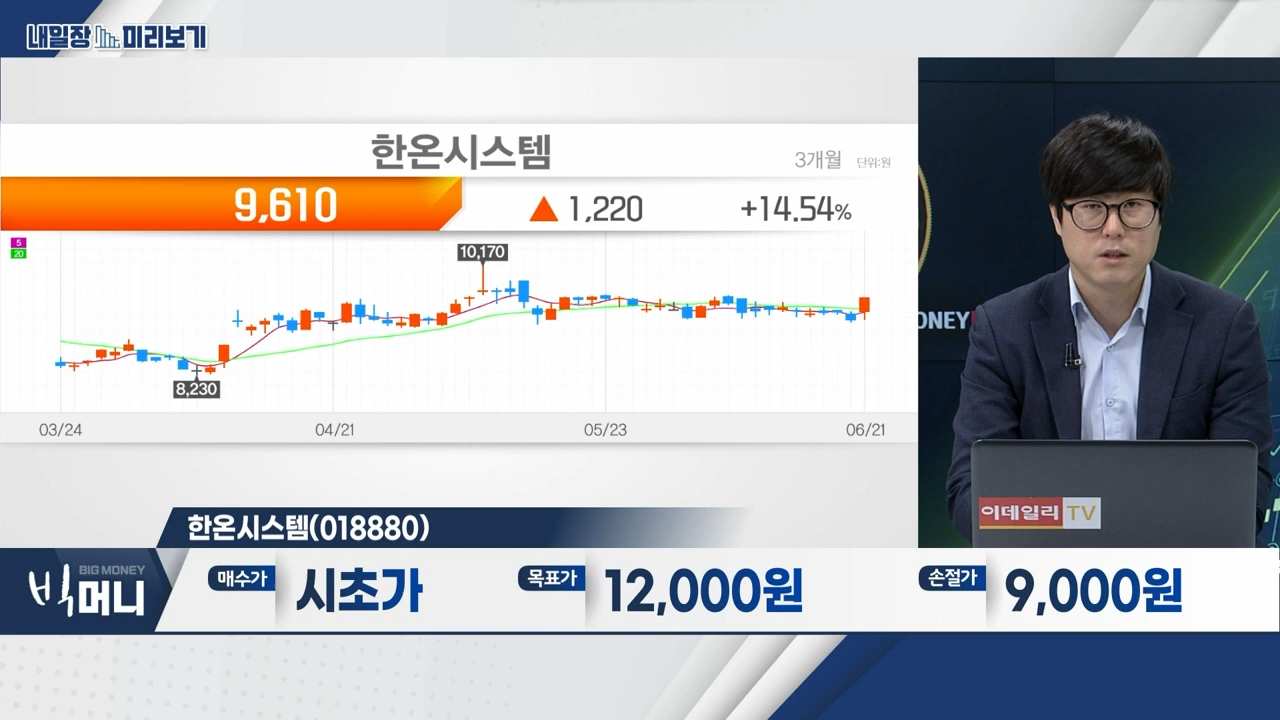 내일장 미리보기
한온시스템
3개월 단위:원
9,610 ▲ 1,220 +14.54%
5
20
10,170
8,230
03/24 04/21 05/23 06/21
ONEY
이데일리 TV
한온시스템(018880)
BIG MONEY
빅머니
매수가 시초가 목표가 12,000원 손절가 9,000원